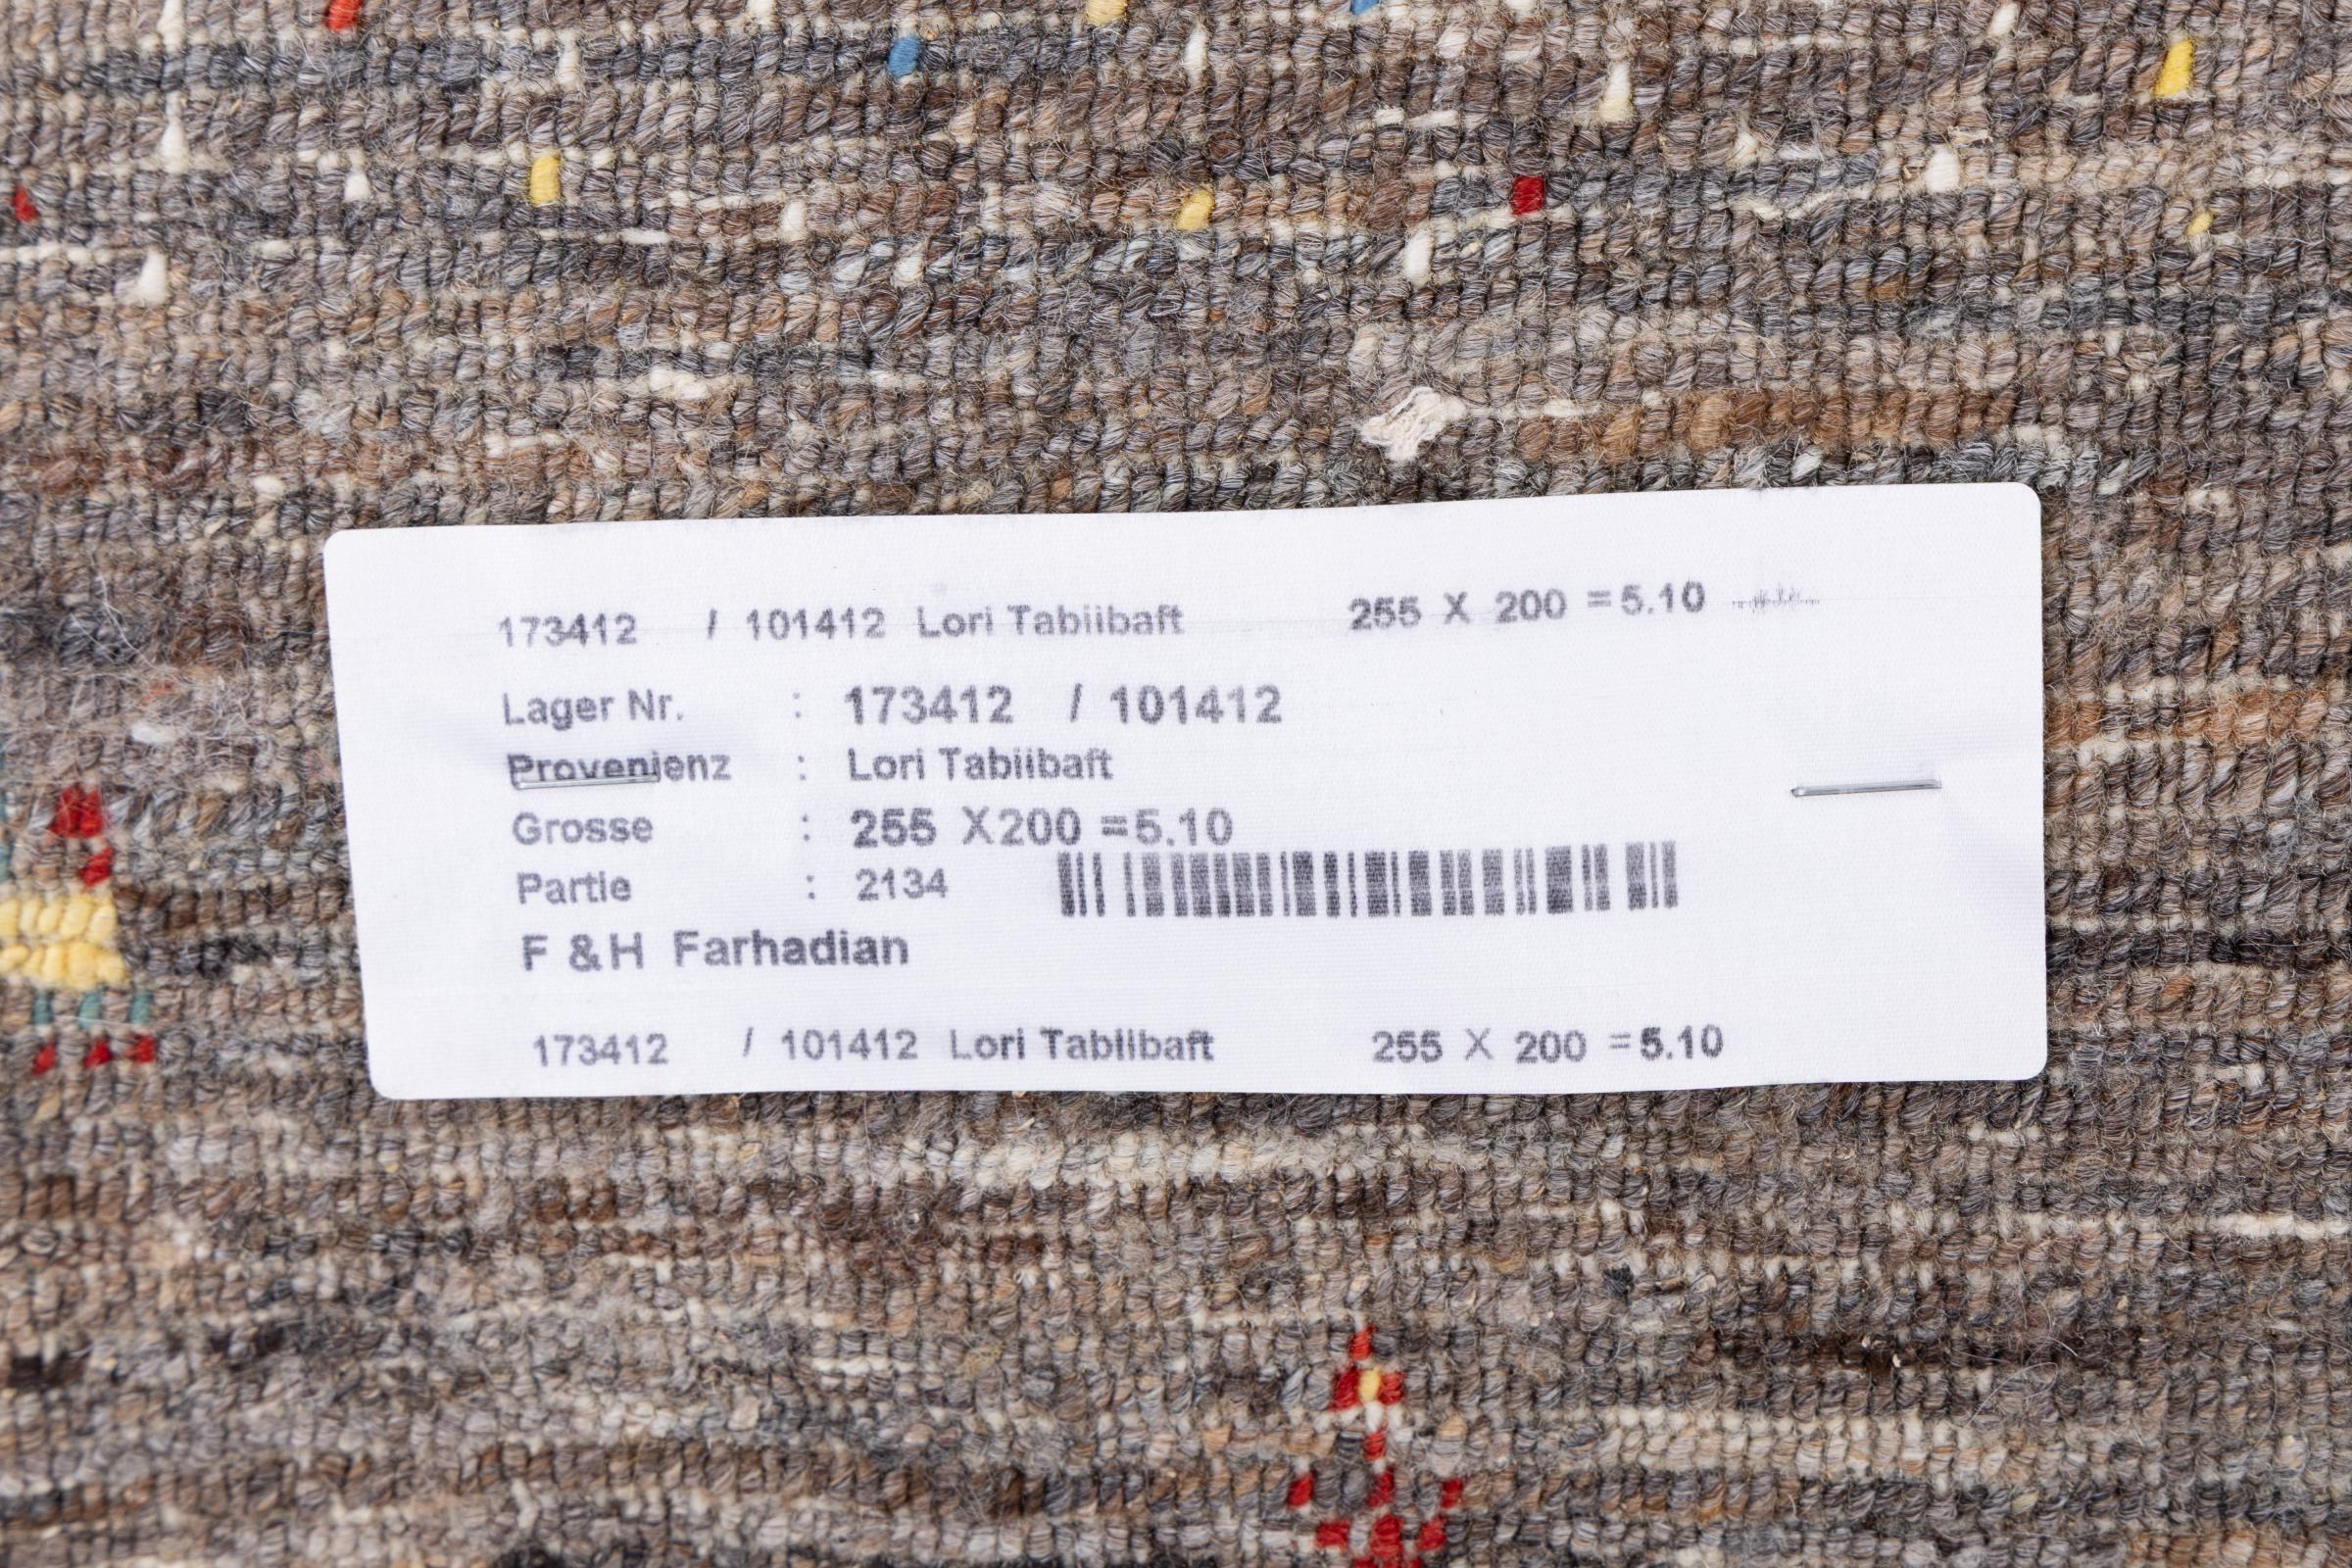 173412 / 101412 Lori Tabiibaft 255 X 200 =5.10
Lager Nr. : 173412 / 101412
Provenienz : Lori Tabiibaft
Grosse : 255 X200 =5.10
Partie : 2134
F & H Farhadian
173412 / 101412 Lori Tabiibaft 255 X 200 =5.10